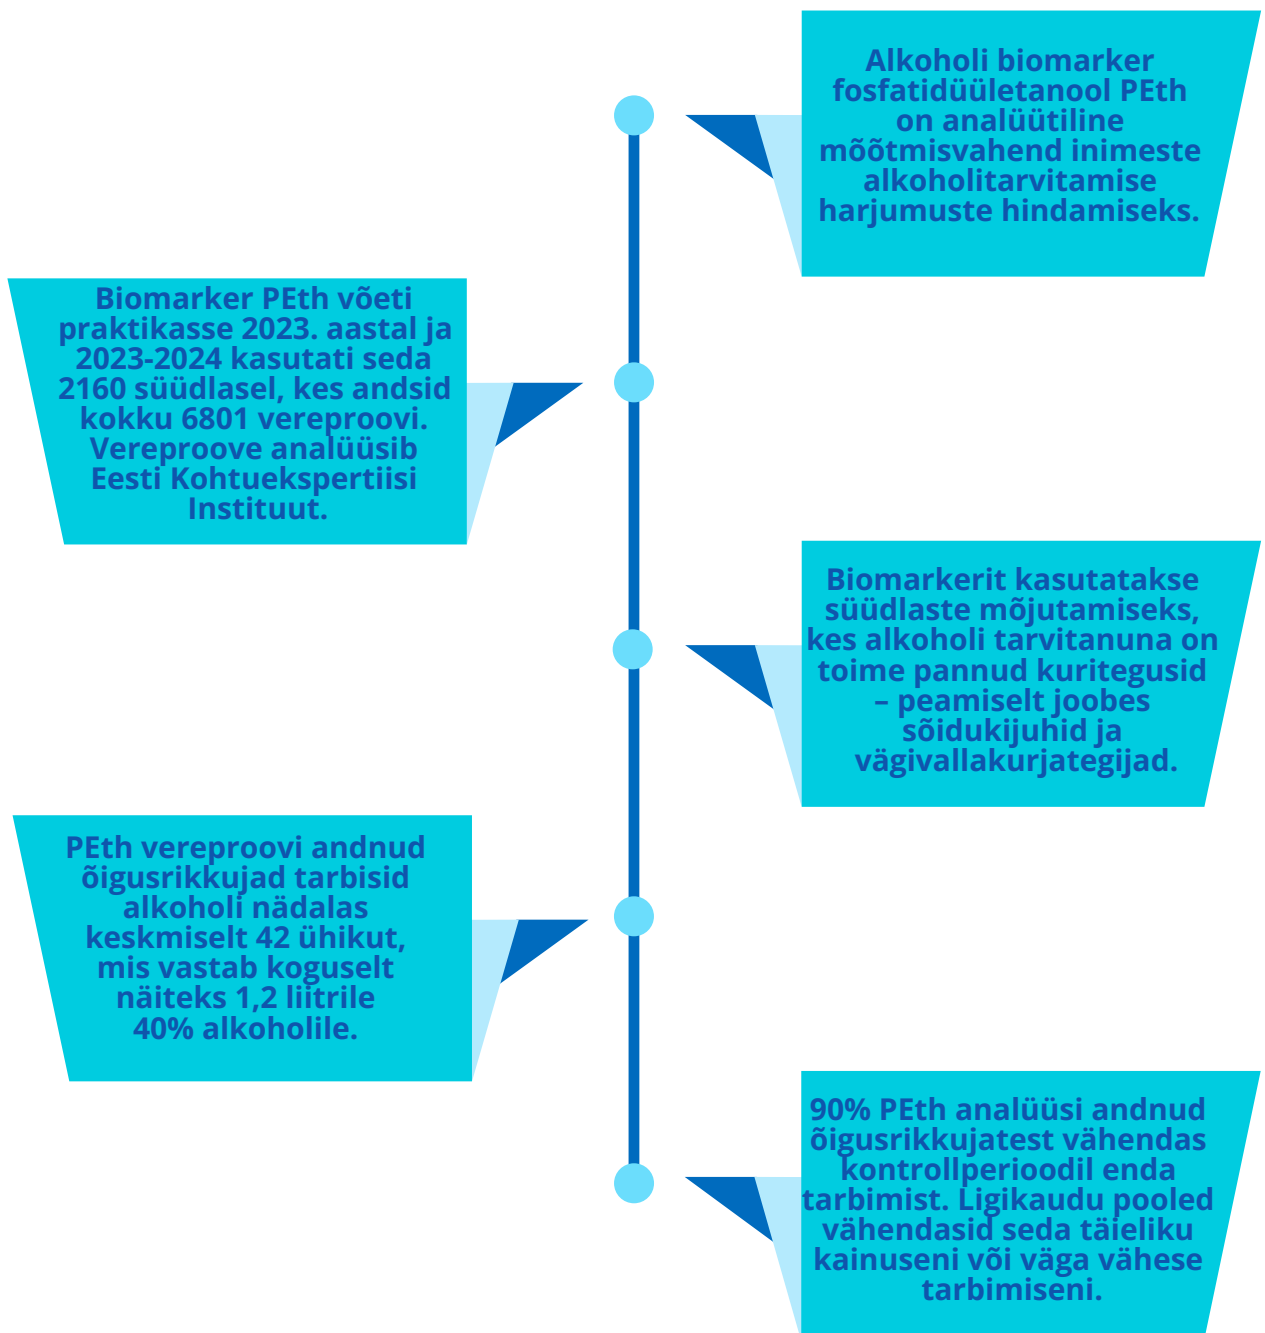 Alkoholi biomarker
fosfatidüületanool PEth
on analüütiline
mõõtmisvahend inimeste
alkoholitarvitamise
harjumuste hindamiseks.
Biomarker PEth võeti
praktikasse 2023. aastal ja
2023-2024 kasutati seda
2160 süüdlasel, kes andsid
kokku 6801 vereproovi.
Vereproove analüüsib
Eesti Kohtuekspertiisi
Instituut.
Biomarkerit kasutatakse
süüdlaste mõjutamiseks,
kes alkoholi tarvitanuna on
toime pannud kuritegusid
– peamiselt joobes
sõidukijuhid ja
vägivallakurjategijad.
PEth vereproovi andnud
õigusrikkujad tarbisid
alkoholi nädalas
keskmiselt 42 ühikut,
mis vastab koguselt
näiteks 1,2 liitrile
40% alkoholile.
90% PEth analüüsi andnud
õigusrikkujatest vähendas
kontrollperioodil enda
tarbimist. Ligikaudu pooled
vähendasid seda täieliku
kainuseni või väga vähese
tarbimiseni.